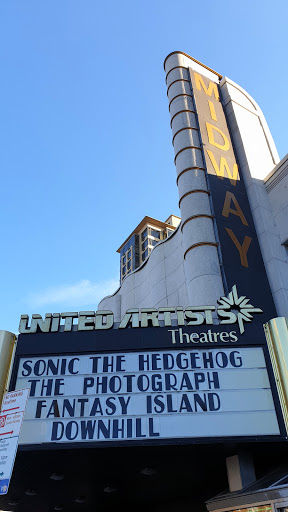 MIDWAY
UNITED ARTISTS
Theatres
SONIC THE HEDGEHOG
THE PHOTOGRAPH
FANTASY ISLAND
DOWNHILL